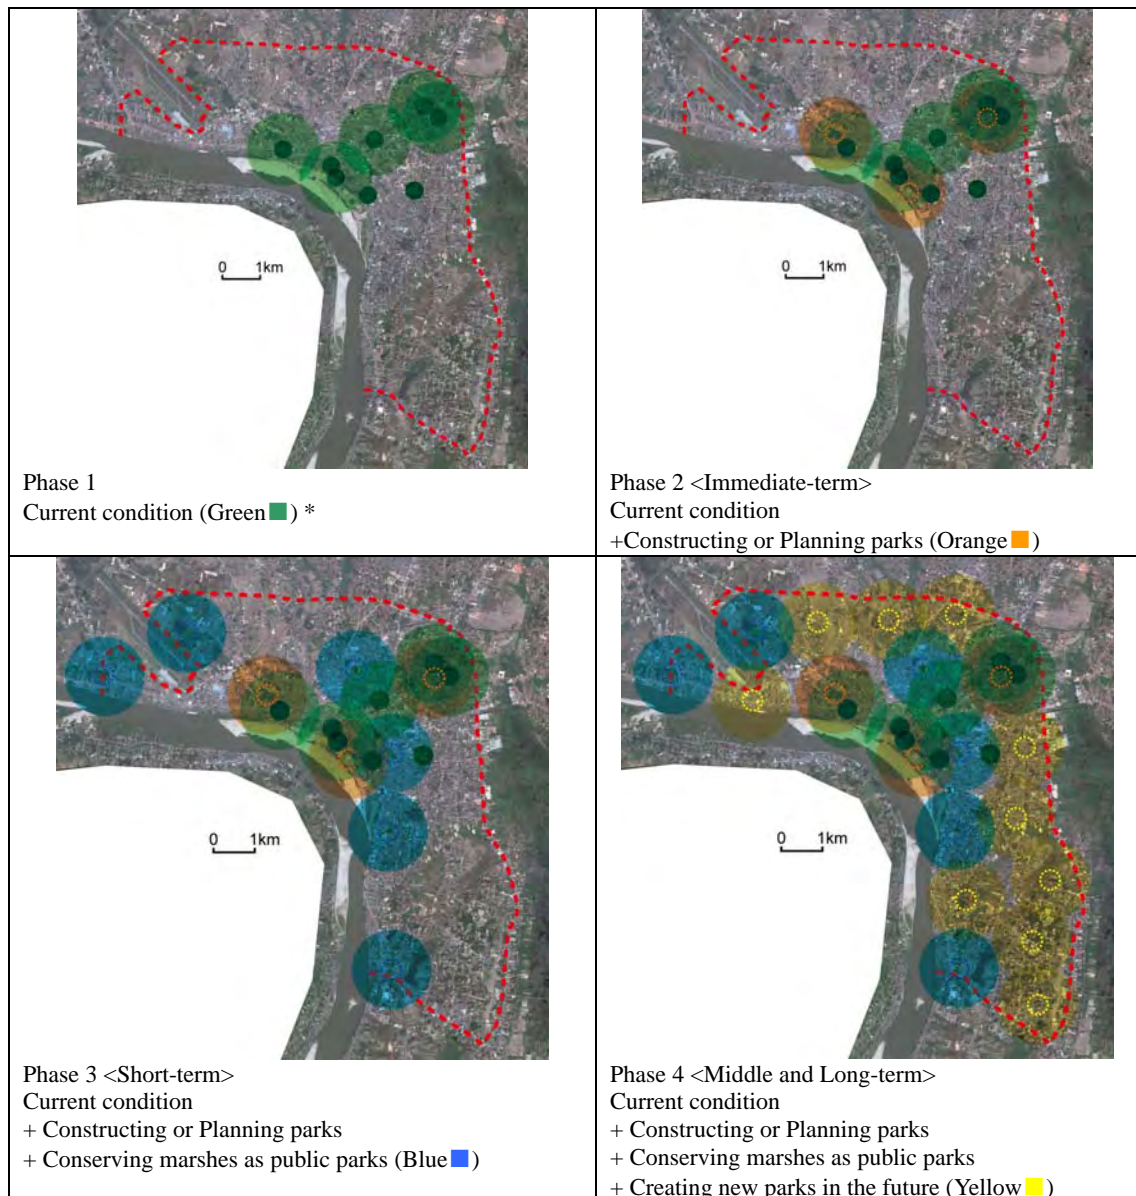 0 1km
Phase 1
Current condition (Green ■) *
0 1km
Phase 2 <Immediate-term>
Current condition
+Constructing or Planning parks (Orange ■)
0 1km
Phase 3 <Short-term>
Current condition
+ Constructing or Planning parks
+ Conserving marshes as public parks (Blue ■)
0 1km
Phase 4 <Middle and Long-term>
Current condition
+ Constructing or Planning parks
+ Conserving marshes as public parks
+ Creating new parks in the future (Yellow ■)